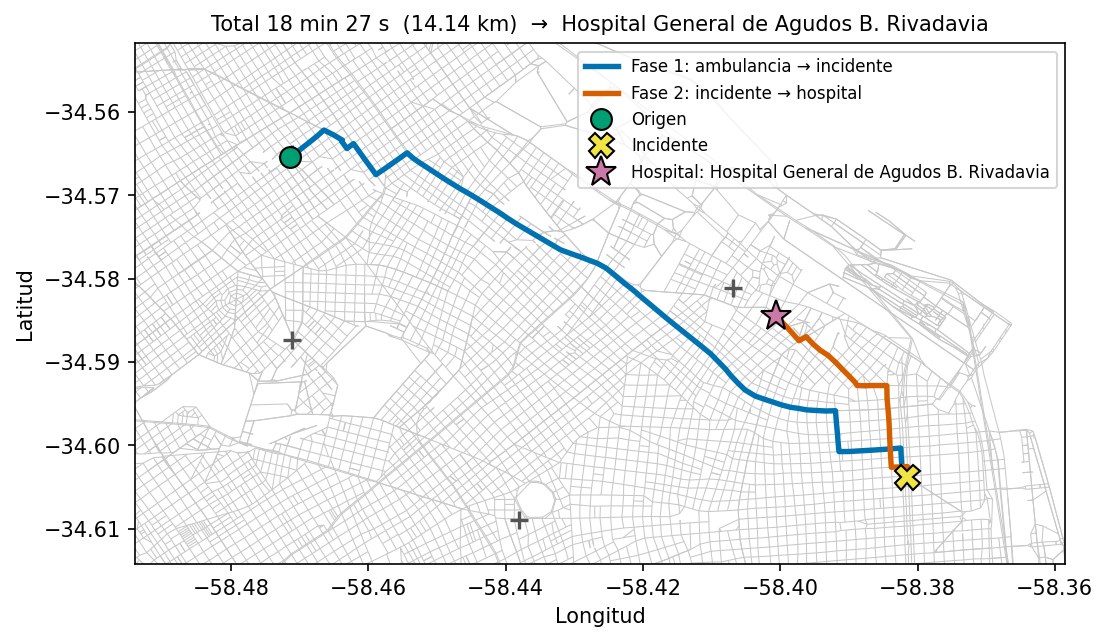 Total 18 min 27 s  (14.14 km)  →  Hospital General de Agudos B. Rivadavia
Fase 1: ambulancia → incidente
Fase 2: incidente → hospital
Origen
Incidente
Hospital: Hospital General de Agudos B. Rivadavia
Latitud
−34.56
−34.57
−34.58
−34.59
−34.60
−34.61
−58.48
−58.46
−58.44
−58.42
−58.40
−58.38
−58.36
Longitud